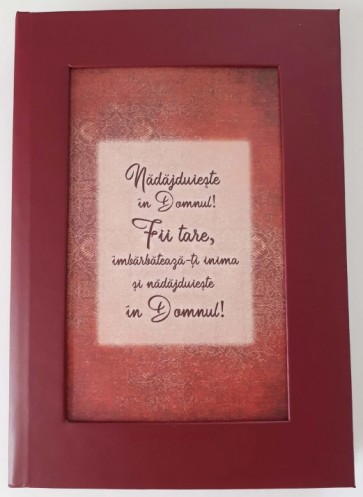 Nădăjduiește
în Domnul!
Fii tare,
îmbărbătează-ți inima
și nădăjduiește
în Domnul!